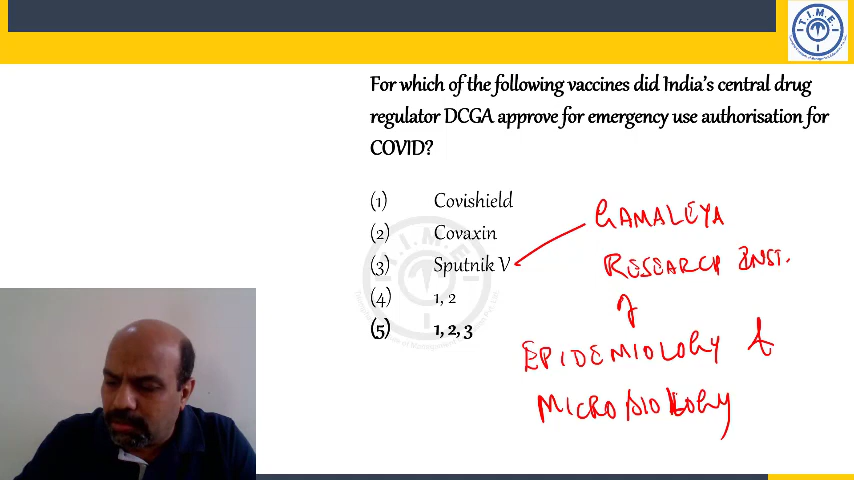 T.I.M.E.
For which of the following vaccines did India's central drug
regulator DCGA approve for emergency use authorisation for
COVID?
(1) Covishield
(2) Covaxin
(3) Sputnik V
(4) 1, 2
(5) 1, 2, 3
GAMALEYA
RESEARCH INST.
of
EPIDEMIOLOGY &
MICROBIOLOGY